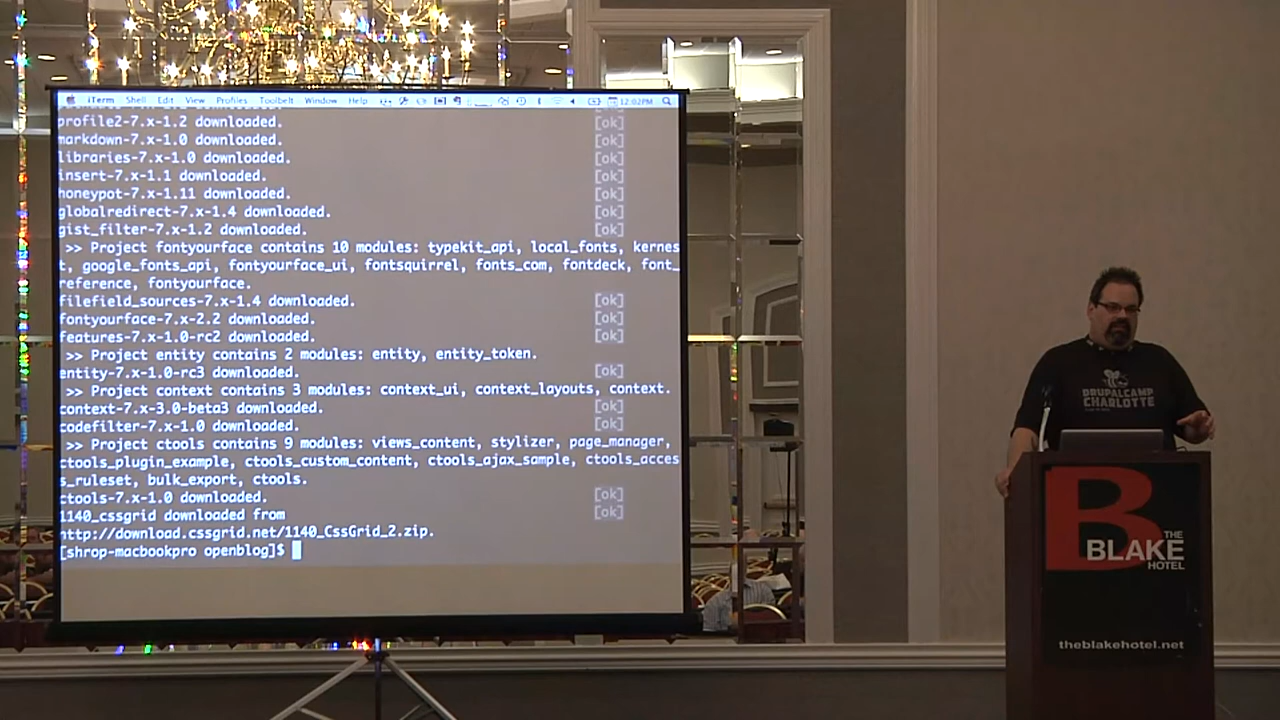 iTerm Shell Edit View Profiles Toolbelt Window Help 12:02PM
profile2-7.x-1.2 downloaded. [ok]
markdown-7.x-1.0 downloaded. [ok]
libraries-7.x-1.0 downloaded. [ok]
insert-7.x-1.1 downloaded. [ok]
honeypot-7.x-1.11 downloaded. [ok]
globalredirect-7.x-1.4 downloaded. [ok]
gist_filter-7.x-1.2 downloaded. [ok]
>> Project fontyourface contains 10 modules: typekit_api, local_fonts, kernes
t, google_fonts_api, fontyourface_ui, fontsquirrel, fonts_com, fontdeck, font_
reference, fontyourface.
filefield_sources-7.x-1.4 downloaded. [ok]
fontyourface-7.x-2.2 downloaded. [ok]
features-7.x-1.0-rc2 downloaded. [ok]
>> Project entity contains 2 modules: entity, entity_token.
entity-7.x-1.0-rc3 downloaded. [ok]
>> Project context contains 3 modules: context_ui, context_layouts, context.
context-7.x-3.0-beta3 downloaded. [ok]
codefilter-7.x-1.0 downloaded. [ok]
>> Project ctools contains 9 modules: views_content, stylizer, page_manager,
ctools_plugin_example, ctools_custom_content, ctools_ajax_sample, ctools_acces
s_ruleset, bulk_export, ctools.
ctools-7.x-1.0 downloaded. [ok]
1140_cssgrid downloaded from [ok]
http://download.cssgrid.net/1140_CssGrid_2.zip.
[shrop-macbookpro openblog]$
DRUPALCAMP
CHARLOTTE
B
THE
BLAKE
HOTEL
theblakehotel.net